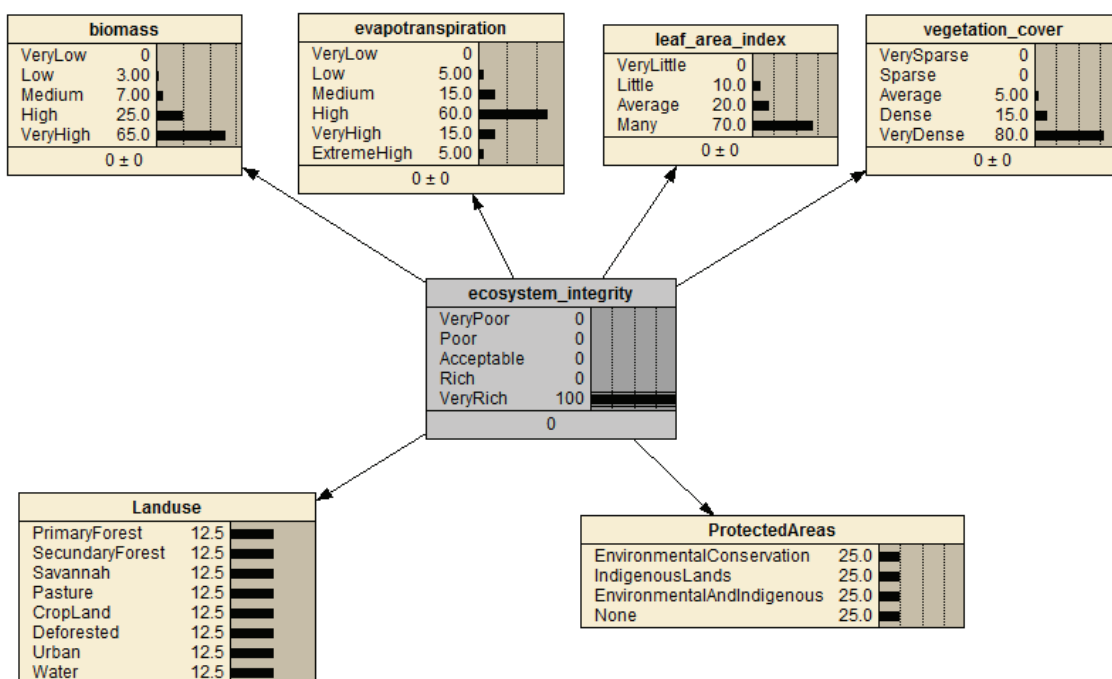 biomass
VeryLow 0
Low 3.00
Medium 7.00
High 25.0
VeryHigh 65.0
0 ± 0
evapotranspiration
VeryLow 0
Low 5.00
Medium 15.0
High 60.0
VeryHigh 15.0
ExtremeHigh 5.00
0 ± 0
leaf_area_index
VeryLittle 0
Little 10.0
Average 20.0
Many 70.0
0 ± 0
vegetation_cover
VerySparse 0
Sparse 0
Average 5.00
Dense 15.0
VeryDense 80.0
0 ± 0
ecosystem_integrity
VeryPoor 0
Poor 0
Acceptable 0
Rich 0
VeryRich 100
0
Landuse
PrimaryForest 12.5
SecundaryForest 12.5
Savannah 12.5
Pasture 12.5
CropLand 12.5
Deforested 12.5
Urban 12.5
Water 12.5
ProtectedAreas
EnvironmentalConservation 25.0
IndigenousLands 25.0
EnvironmentalAndIndigenous 25.0
None 25.0